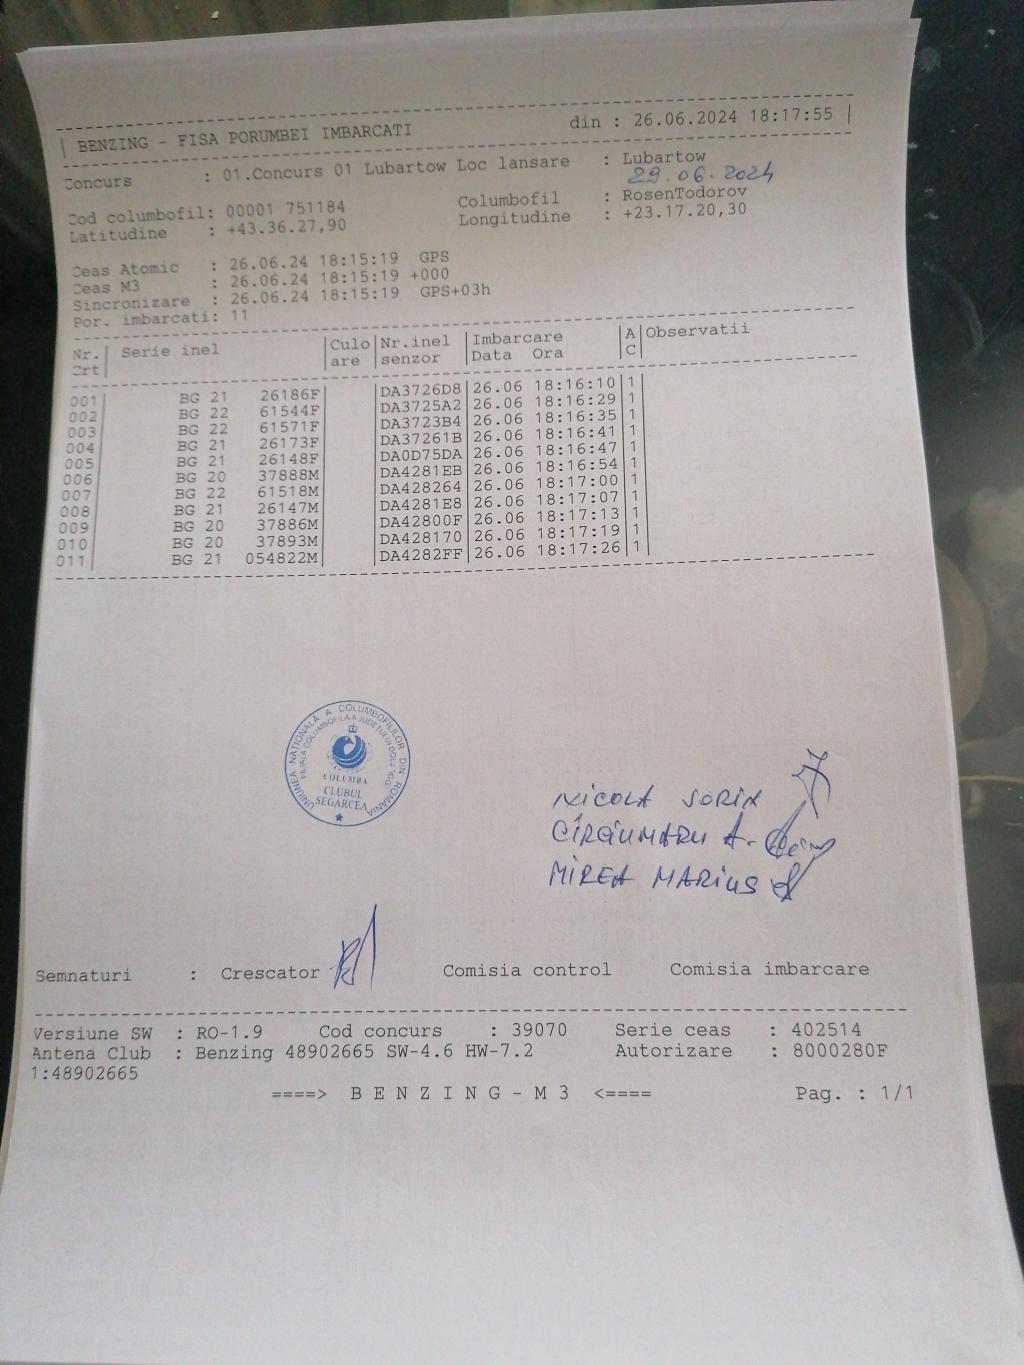 BENZING - FISA PORUMBEI IMBARCATI din : 26.06.2024 18:17:55
Concurs : 01.Concurs 01 Lubartow Loc lansare : Lubartow
29.06.2024
Cod columbofil: 00001 751184 Columbofil : RosenTodorov
Latitudine : +43.36.27,90 Longitudine : +23.17.20,30
Ceas Atomic : 26.06.24 18:15:19 GPS
Ceas M3 : 26.06.24 18:15:19 +000
Sincronizare : 26.06.24 18:15:19 GPS+03h
Por. imbarcati: 11
Nr. Serie inel Culo Nr.inel Imbarcare A Observatii
Crt are senzor Data Ora C
001 BG 21 26186F DA3726D8 26.06 18:16:10 1
002 BG 22 61544F DA3725A2 26.06 18:16:29 1
003 BG 22 61571F DA3723B4 26.06 18:16:35 1
004 BG 21 26173F DA37261B 26.06 18:16:41 1
005 BG 21 26148F DA0D75DA 26.06 18:16:47 1
006 BG 20 37888M DA4281EB 26.06 18:16:54 1
007 BG 22 61518M DA428264 26.06 18:17:00 1
008 BG 21 26147M DA4281E8 26.06 18:17:07 1
009 BG 20 37886M DA42800F 26.06 18:17:13 1
010 BG 20 37893M DA428170 26.06 18:17:19 1
011 BG 21 054822M DA4282FF 26.06 18:17:26 1
UNIUNEA NAȚIONALĂ A COLUMBOFILILOR DIN ROMÂNIA
FILIALA COLUMBOFILĂ A JUDEȚULUI DOLJ
COLUMBA
CLUBUL
SEGARCEA
NICOLA SORIN
CÎRCIUMARU A.
MIREA MARIUS
Semnaturi : Crescator Comisia control Comisia imbarcare
Versiune SW : RO-1.9 Cod concurs : 39070 Serie ceas : 402514
Antena Club : Benzing 48902665 SW-4.6 HW-7.2 Autorizare : 8000280F
1:48902665
====> B E N Z I N G - M 3 <==== Pag. : 1/1